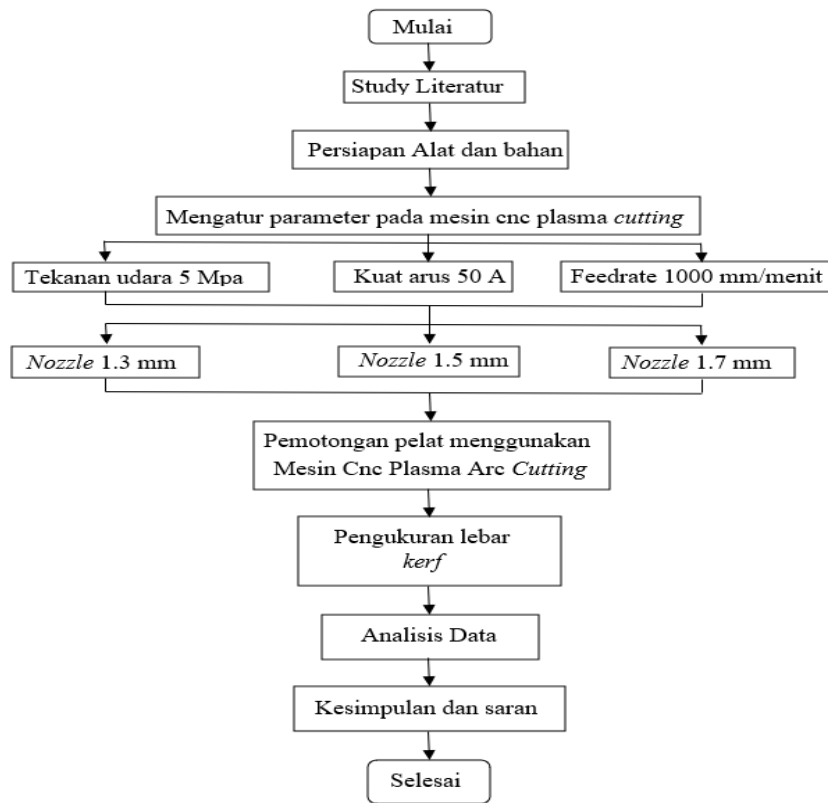 Mulai
Study Literatur
Persiapan Alat dan bahan
Mengatur parameter pada mesin cnc plasma cutting
Tekanan udara 5 Mpa
Kuat arus 50 A
Feedrate 1000 mm/menit
Nozzle 1.3 mm
Nozzle 1.5 mm
Nozzle 1.7 mm
Pemotongan pelat menggunakan
Mesin Cnc Plasma Arc Cutting
Pengukuran lebar
kerf
Analisis Data
Kesimpulan dan saran
Selesai